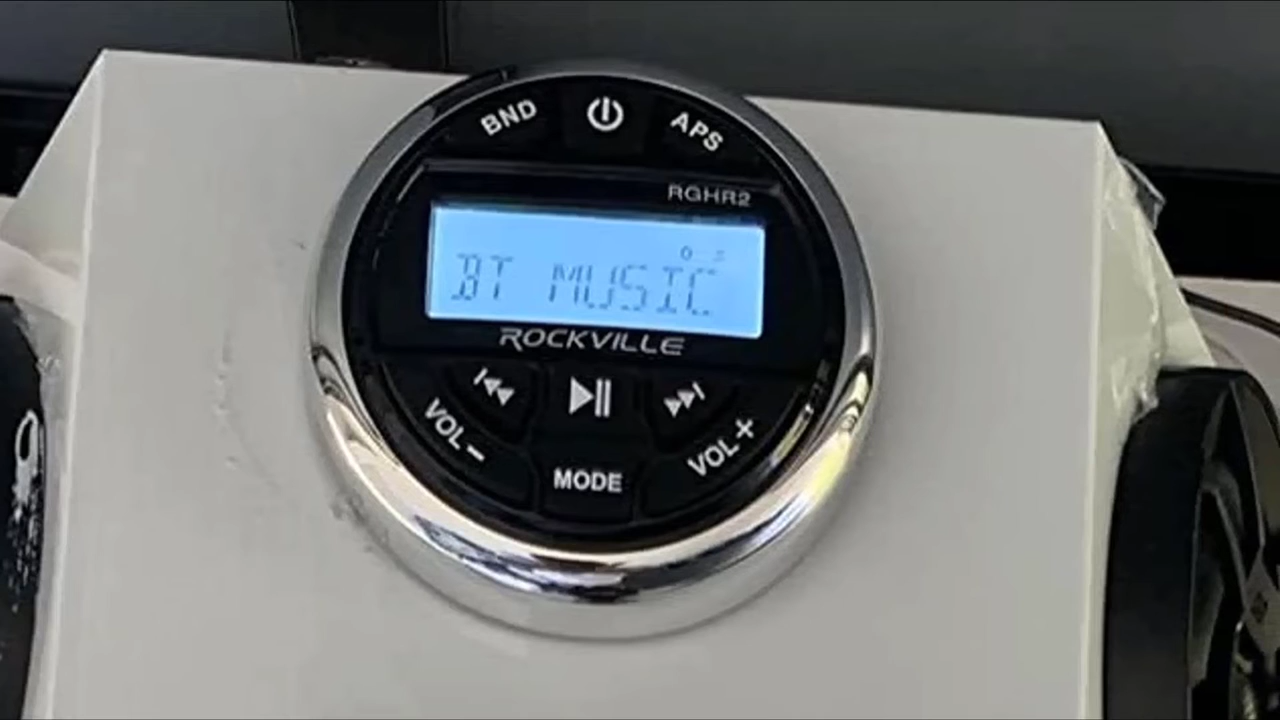 BND
APS
RGHR2
BT MUSIC
ROCKVILLE
VOL-
VOL+
MODE